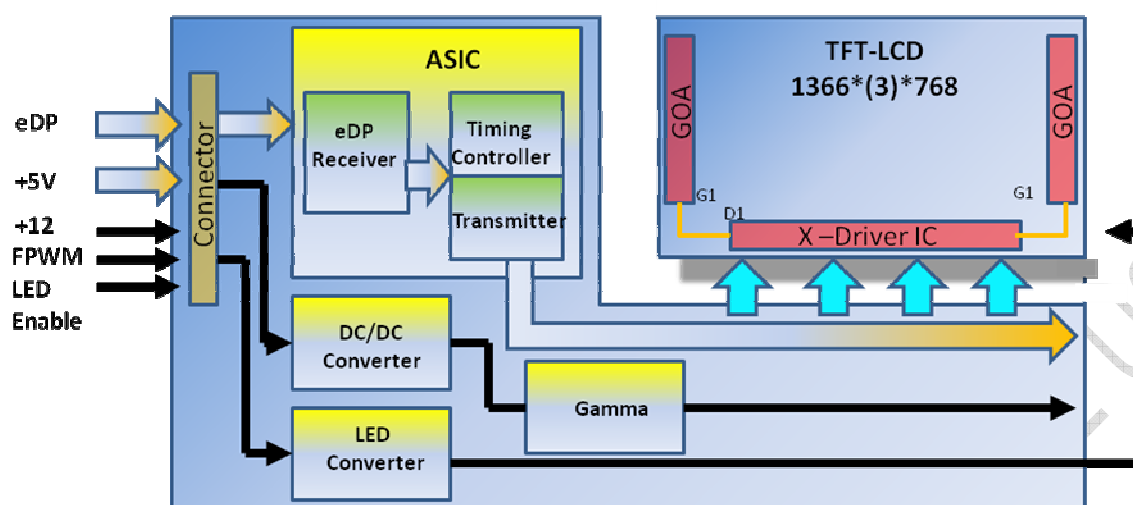 eDP
+5V
+12
FPWM
LED
Enable
Connector
ASIC
eDP
Receiver
Timing
Controller
Transmitter
DC/DC
Converter
LED
Converter
Gamma
TFT-LCD
1366*(3)*768
GOA
GOA
G1
G1
D1
X –Driver IC